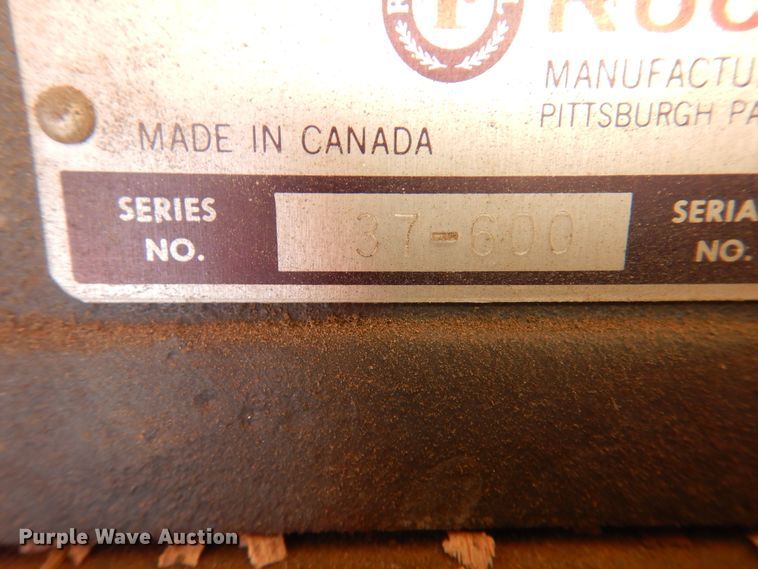 MANUFACTU
PITTSBURGH PA
MADE IN CANADA
SERIES NO.
37-600
SERIA
NO.
Purple Wave Auction